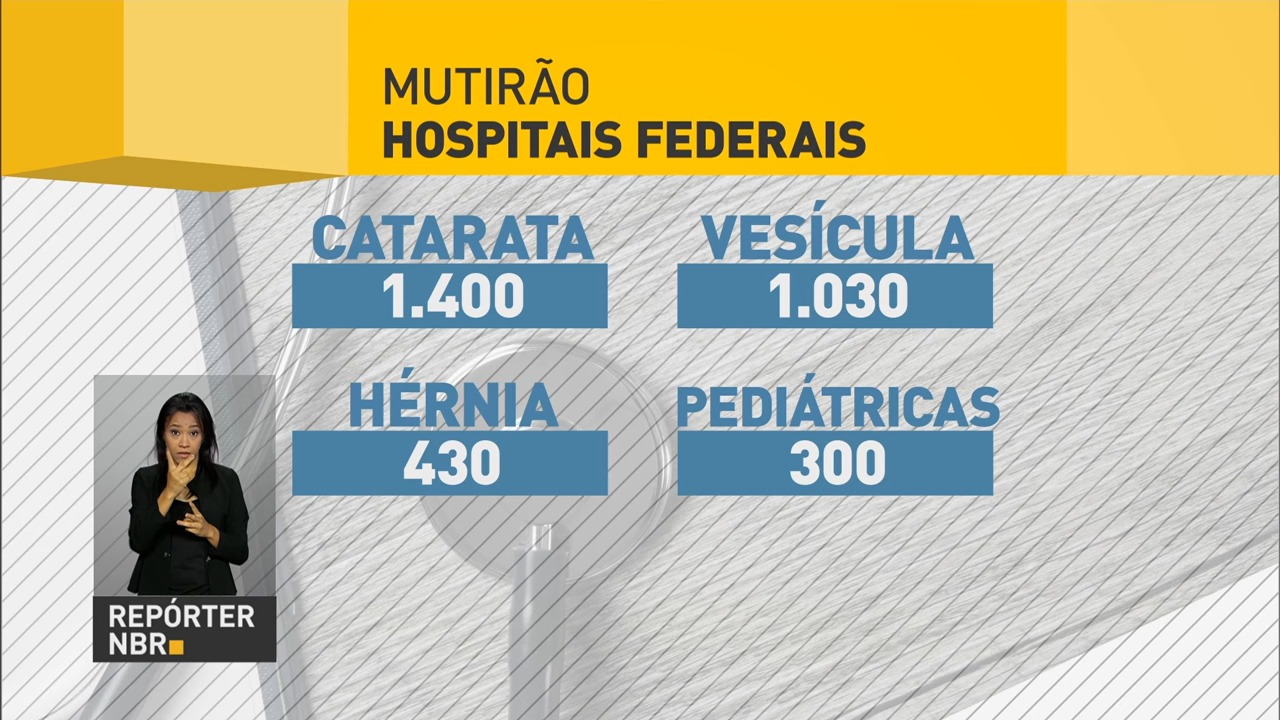 MUTIRÃO
HOSPITAIS FEDERAIS
CATARATA
1.400
VESÍCULA
1.030
HÉRNIA
430
PEDIÁTRICAS
300
REPÓRTER
NBR